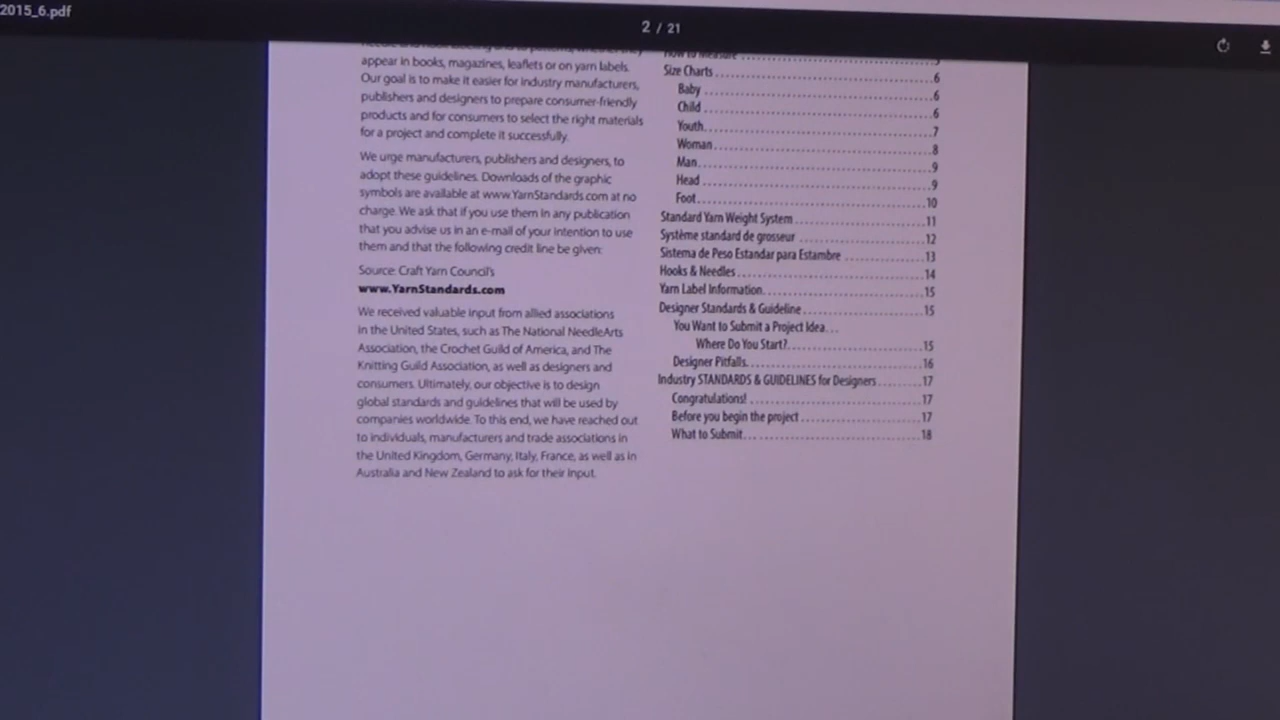 2015_6.pdf
2 / 21
appear in books, magazines, leaflets or on yarn labels.
Our goal is to make it easier for industry manufacturers,
publishers and designers to prepare consumer-friendly
products and for consumers to select the right materials
for a project and complete it successfully.
We urge manufacturers, publishers and designers, to
adopt these guidelines. Downloads of the graphic
symbols are available at www.YarnStandards.com at no
charge. We ask that if you use them in any publication
that you advise us in an e-mail of your intention to use
them and that the following credit line be given:
Source: Craft Yarn Council's
www.YarnStandards.com
We received valuable input from allied associations
in the United States, such as The National NeedleArts
Association, the Crochet Guild of America, and The
Knitting Guild Association, as well as designers and
consumers. Ultimately, our objective is to design
global standards and guidelines that will be used by
companies worldwide. To this end, we have reached out
to individuals, manufacturers and trade associations in
the United Kingdom, Germany, Italy, France, as well as in
Australia and New Zealand to ask for their input.
How to Measure ........ 5
Size Charts ........ 6
Baby ........ 6
Child ........ 6
Youth ........ 7
Woman ........ 8
Man ........ 9
Head ........ 9
Foot ........ 10
Standard Yarn Weight System ........ 11
Système standard de grosseur ........ 12
Sistema de Peso Estandar para Estambre ........ 13
Hooks & Needles ........ 14
Yarn Label Information ........ 15
Designer Standards & Guideline ........ 15
You Want to Submit a Project Idea...
Where Do You Start? ........ 15
Designer Pitfalls ........ 16
Industry STANDARDS & GUIDELINES for Designers ........ 17
Congratulations! ........ 17
Before you begin the project ........ 17
What to Submit ........ 18